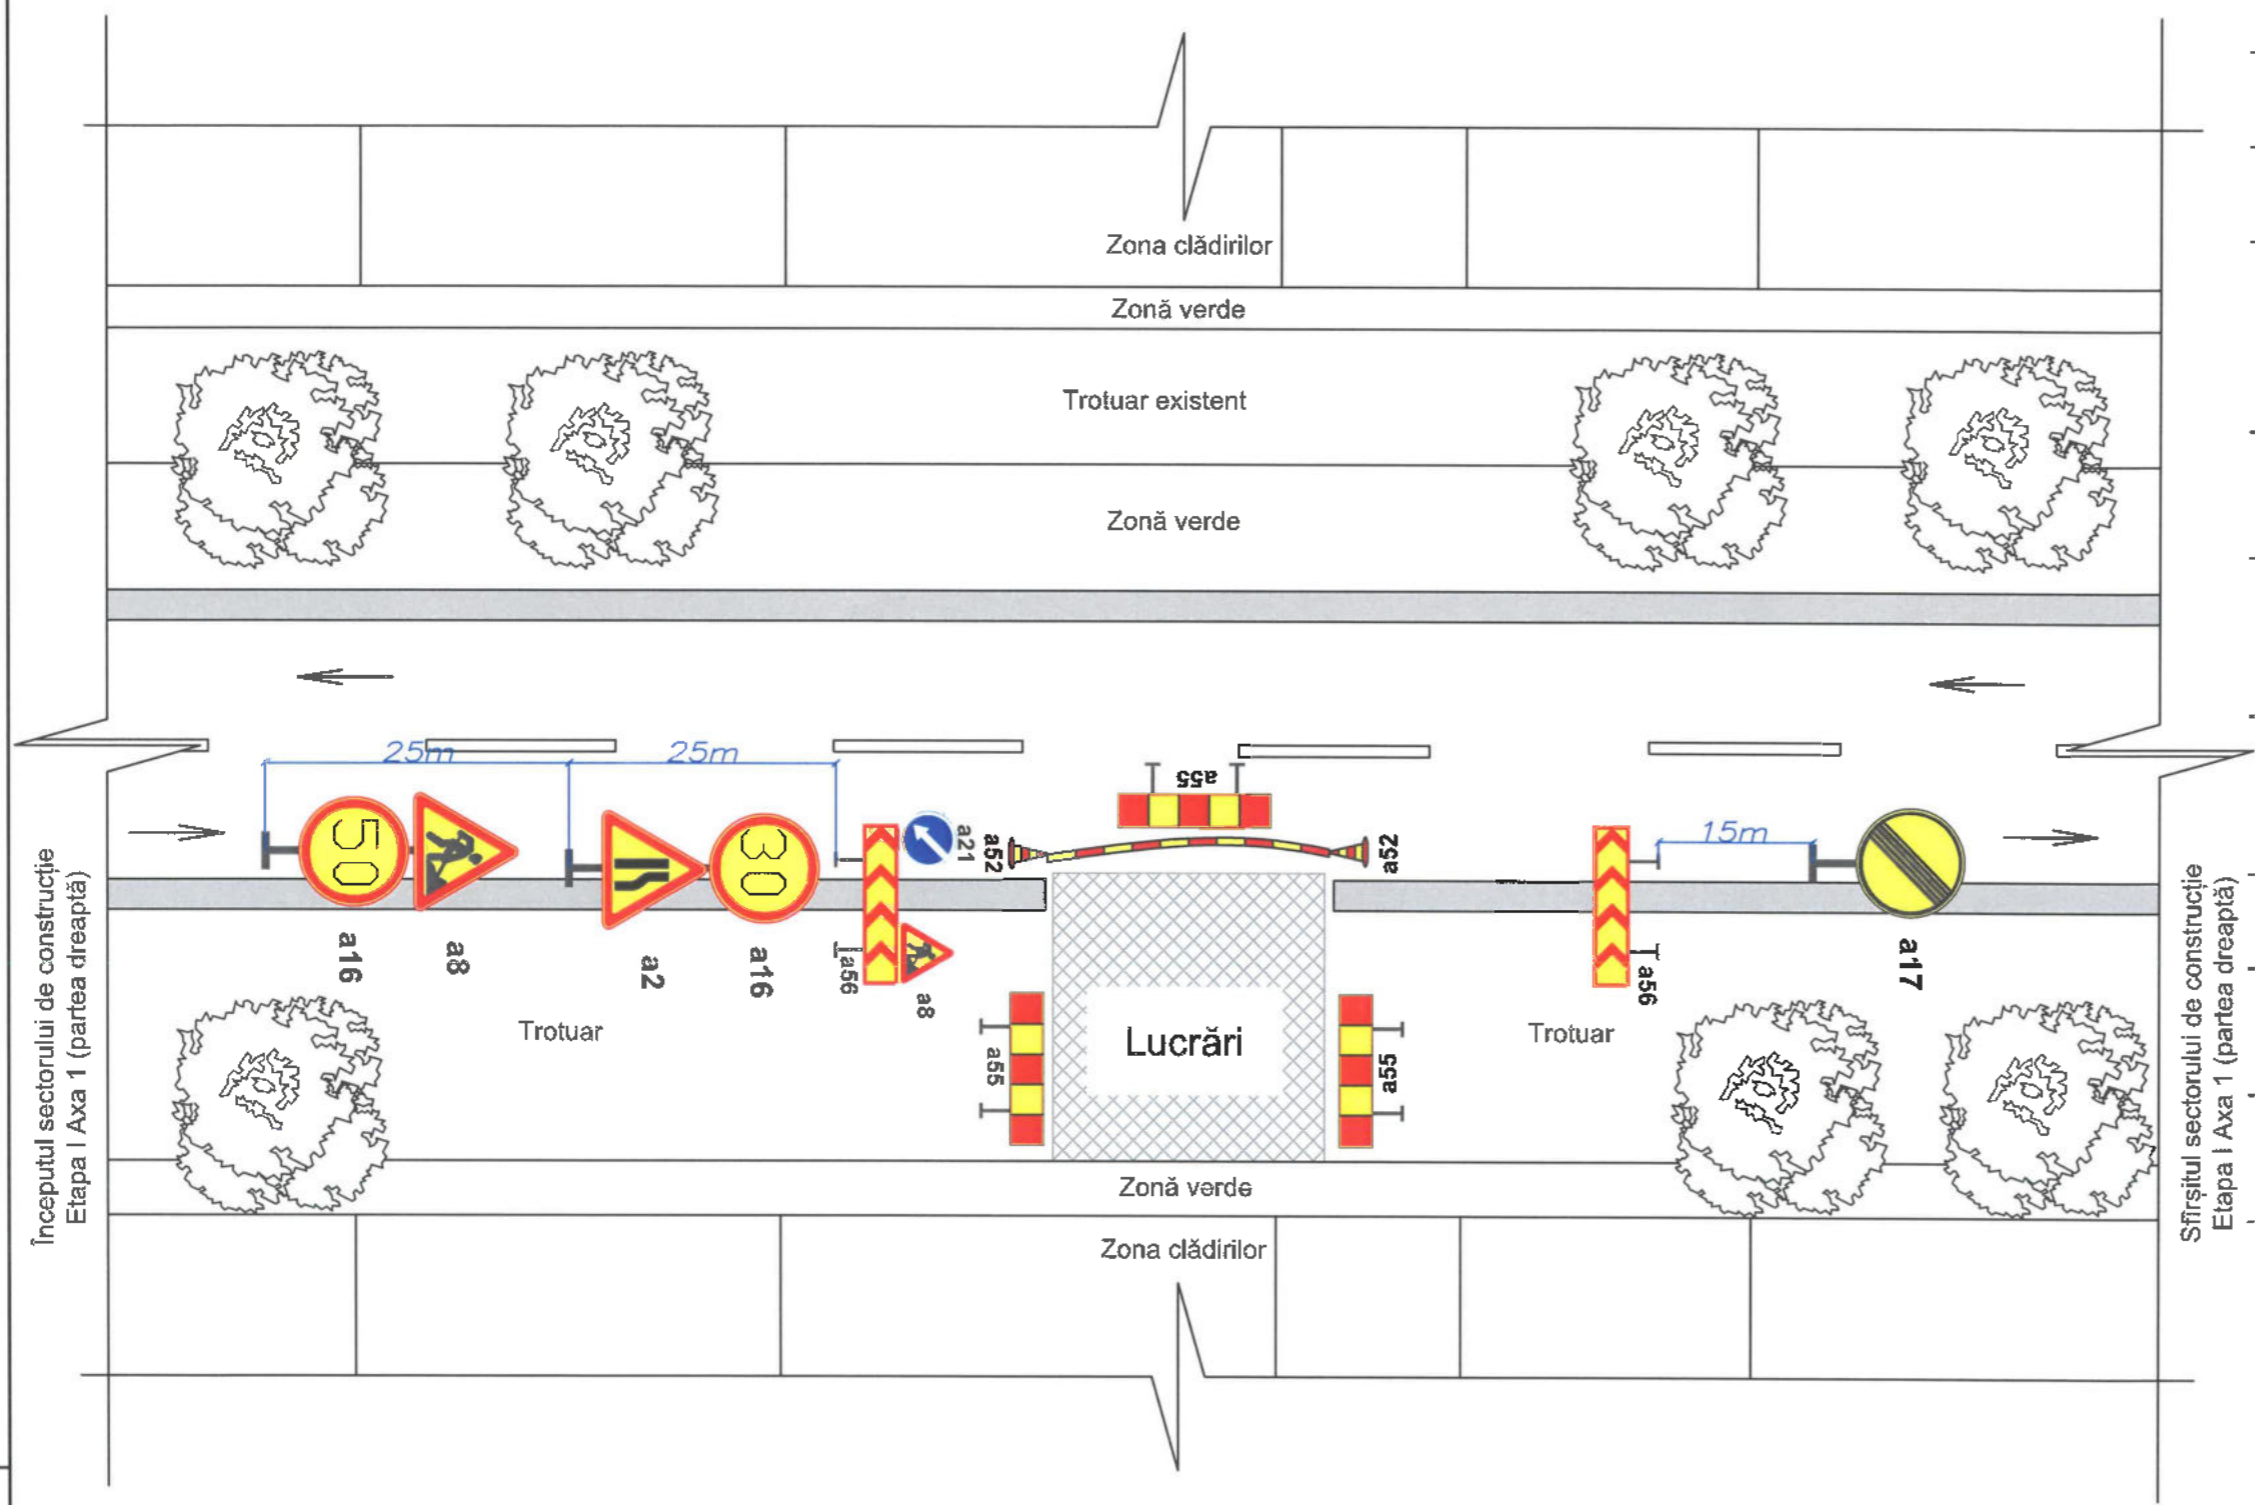 Zona clădirilor
Zonă verde
Trotuar existent
Zonă verde
25m
25m
15m
50
30
a16
a8
a2
a16
a56
a21
a8
a52
a55
a52
a55
Lucrări
a55
a56
a17
Trotuar
Trotuar
Zonă verde
Zona clădirilor
Începutul sectorului de construcție
Etapa I Axa 1 (partea dreaptă)
Sfîrșitul sectorului de construcție
Etapa I Axa 1 (partea dreaptă)